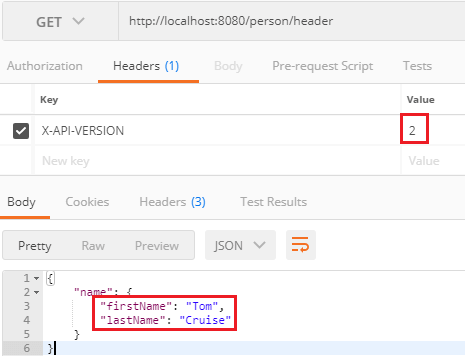 GET http://localhost:8080/person/header
Authorization Headers (1) Body Pre-request Script Tests
Key Value
X-API-VERSION 2
New key Value
Body Cookies Headers (3) Test Results
Pretty Raw Preview JSON
1 {
2 "name": {
3 "firstName": "Tom",
4 "lastName": "Cruise"
5 }
6 }